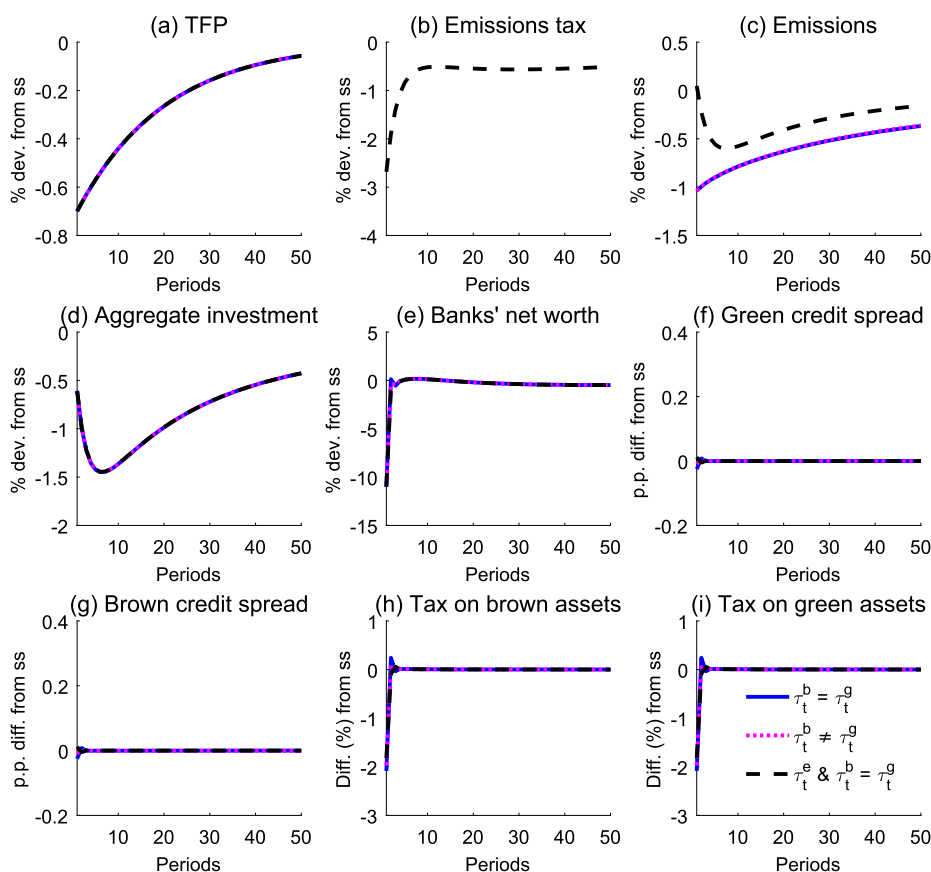 (a) TFP
% dev. from ss
0
-0.2
-0.4
-0.6
-0.8
10 20 30 40 50
Periods
(b) Emissions tax
% dev. from ss
0
-1
-2
-3
-4
10 20 30 40 50
Periods
(c) Emissions
% dev. from ss
0.5
0
-0.5
-1
-1.5
10 20 30 40 50
Periods
(d) Aggregate investment
% dev. from ss
0
-0.5
-1
-1.5
-2
10 20 30 40 50
Periods
(e) Banks' net worth
% dev. from ss
5
0
-5
-10
-15
10 20 30 40 50
Periods
(f) Green credit spread
p.p. diff. from ss
0.4
0.2
0
-0.2
10 20 30 40 50
Periods
(g) Brown credit spread
p.p. diff. from ss
0.4
0.2
0
-0.2
10 20 30 40 50
Periods
(h) Tax on brown assets
Diff. (%) from ss
1
0
-1
-2
-3
10 20 30 40 50
Periods
(i) Tax on green assets
Diff. (%) from ss
1
0
-1
-2
-3
10 20 30 40 50
Periods
τ_t^b = τ_t^g
τ_t^b ≠ τ_t^g
τ_t^e & τ_t^b = τ_t^g